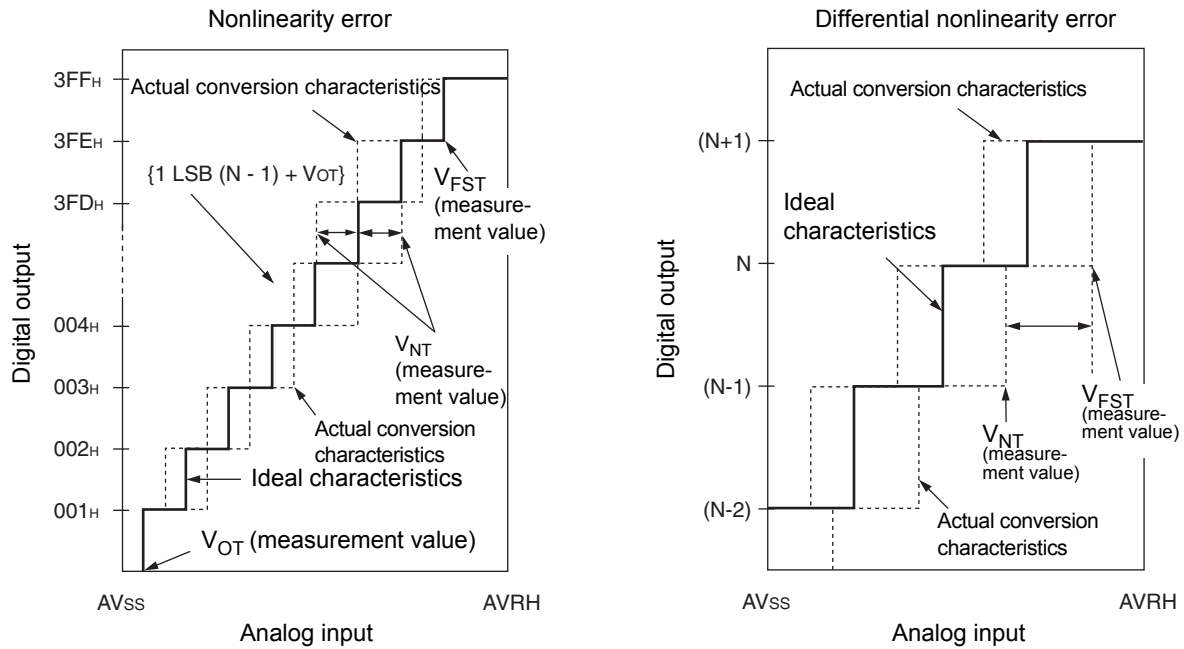 Nonlinearity error
3FFH
3FEH
3FDH
004H
003H
002H
001H
Digital output
Actual conversion characteristics
{1 LSB (N - 1) + VOT}
VFST
(measure-
ment value)
VNT
(measure-
ment value)
Actual conversion
characteristics
Ideal characteristics
VOT (measurement value)
AVSS
AVRH
Analog input
Differential nonlinearity error
(N+1)
N
(N-1)
(N-2)
Digital output
Actual conversion characteristics
Ideal
characteristics
VFST
(measure-
ment value)
VNT
(measure-
ment value)
Actual conversion
characteristics
AVSS
AVRH
Analog input